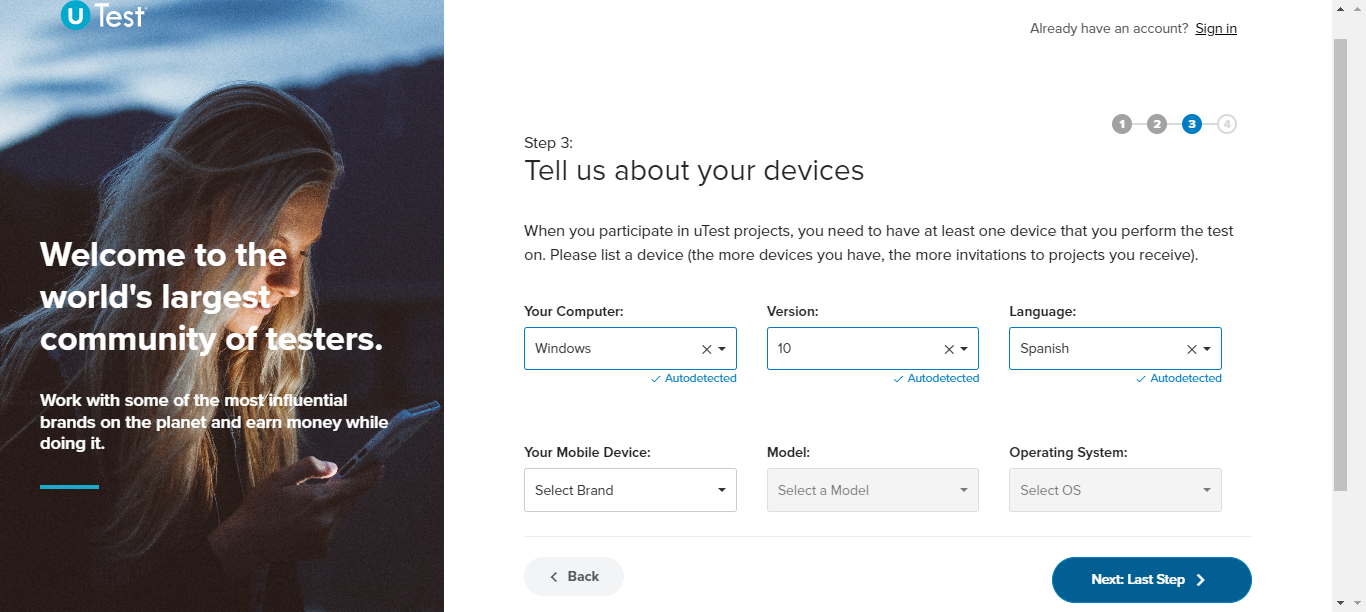 U Test
Already have an account? Sign in
1 2 3 4
Step 3:
Tell us about your devices
When you participate in uTest projects, you need to have at least one device that you perform the test
on. Please list a device (the more devices you have, the more invitations to projects you receive).
Your Computer: Version: Language:
Windows 10 Spanish
Autodetected Autodetected Autodetected
Your Mobile Device: Model: Operating System:
Select Brand Select a Model Select OS
Back Next: Last Step
Welcome to the
world's largest
community of testers.
Work with some of the most influential
brands on the planet and earn money while
doing it.